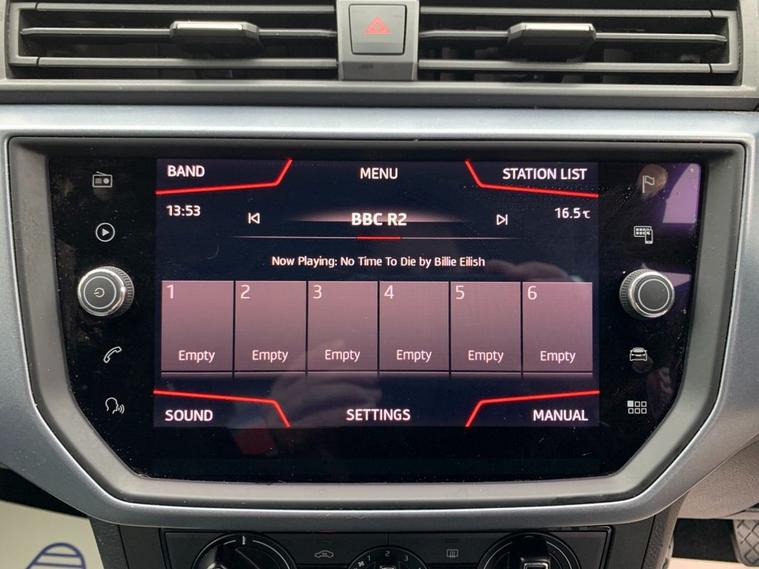 BAND MENU STATION LIST
13:53 BBC R2 16.5°C
Now Playing: No Time To Die by Billie Eilish
1 2 3 4 5 6
Empty Empty Empty Empty Empty Empty
SOUND SETTINGS MANUAL